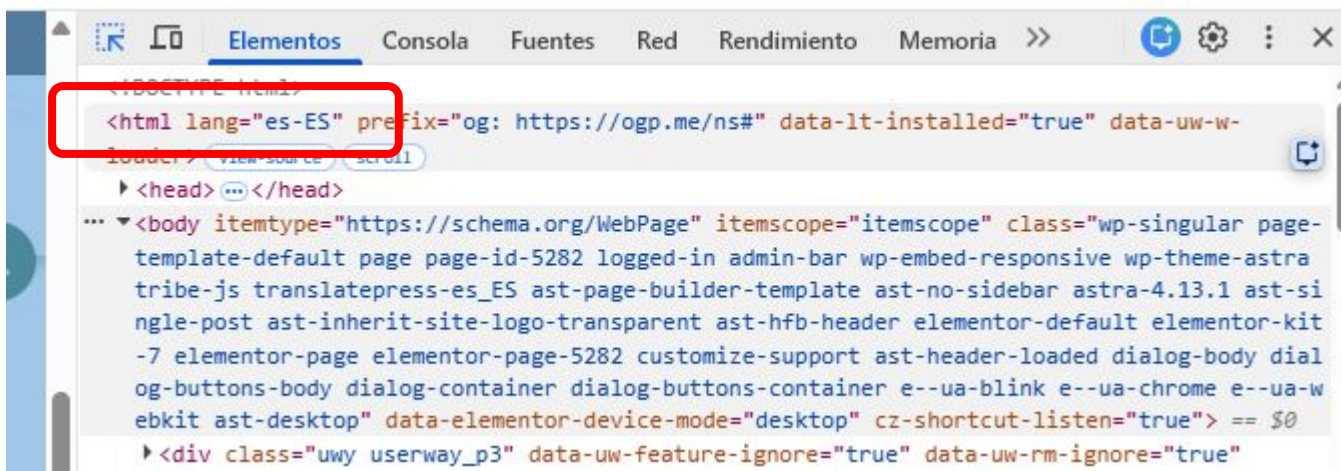 Elementos Consola Fuentes Red Rendimiento Memoria
<!DOCTYPE html>
<html lang="es-ES" prefix="og: https://ogp.me/ns#" data-lt-installed="true" data-uw-w-
loader> view-source scroll
<head> … </head>
<body itemtype="https://schema.org/WebPage" itemscope="itemscope" class="wp-singular page-
template-default page page-id-5282 logged-in admin-bar wp-embed-responsive wp-theme-astra
tribe-js translatepress-es_ES ast-page-builder-template ast-no-sidebar astra-4.13.1 ast-si
ngle-post ast-inherit-site-logo-transparent ast-hfb-header elementor-default elementor-kit
-7 elementor-page elementor-page-5282 customize-support ast-header-loaded dialog-body dial
og-buttons-body dialog-container dialog-buttons-container e--ua-blink e--ua-chrome e--ua-w
ebkit ast-desktop" data-elementor-device-mode="desktop" cz-shortcut-listen="true"> == $0
<div class="uwy userway_p3" data-uw-feature-ignore="true" data-uw-rm-ignore="true"